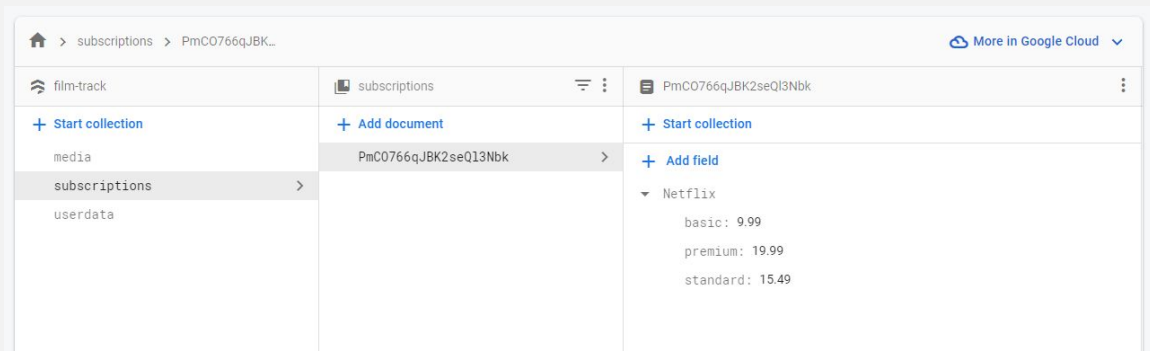 subscriptions > PmCO766qJBK… More in Google Cloud
film-track
+ Start collection
media
subscriptions
userdata
subscriptions
+ Add document
PmCO766qJBK2seQl3Nbk
PmCO766qJBK2seQl3Nbk
+ Start collection
+ Add field
Netflix
basic: 9.99
premium: 19.99
standard: 15.49